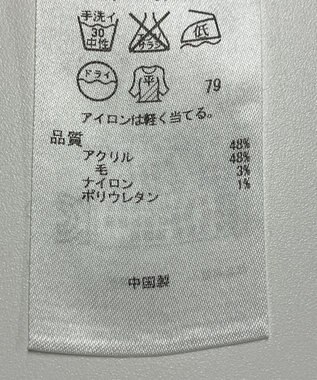 手洗イ
30
中性
エンソ
サラシ
低
ドライ
平
79
アイロンは軽く当てる。
品質
アクリル 48%
毛 48%
ナイロン 3%
ポリウレタン 1%
中国製